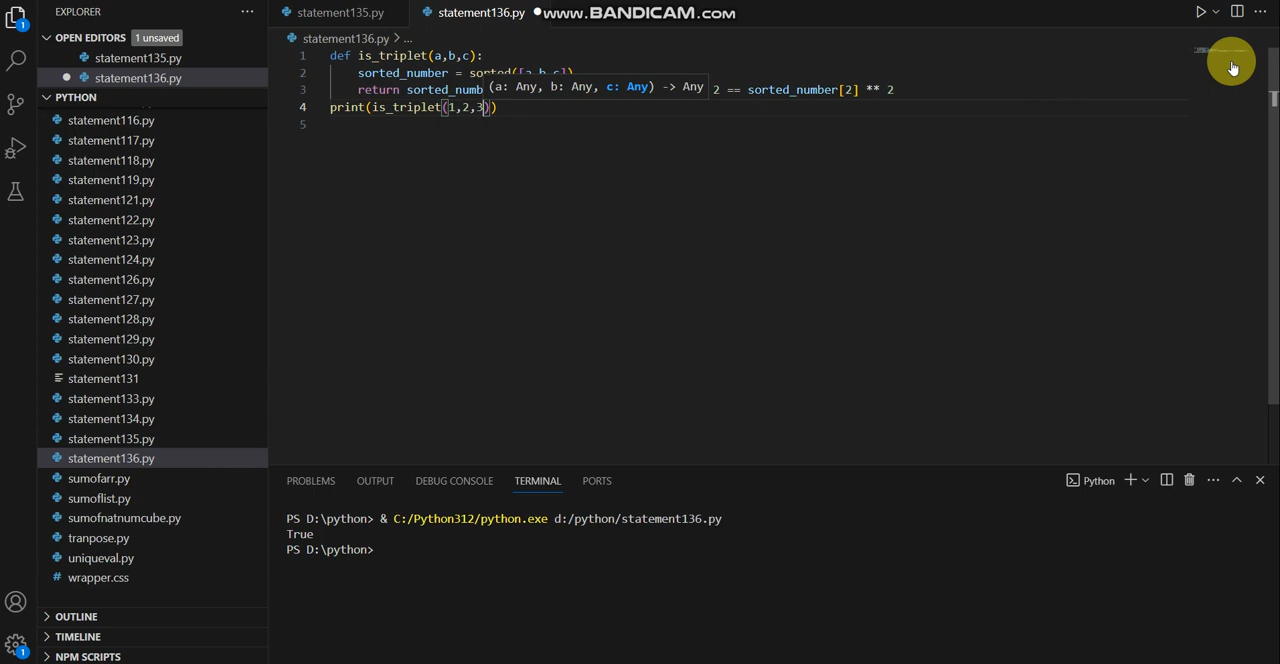 EXPLORER
statement135.py
statement136.py
www.BANDICAM.com
OPEN EDITORS 1 unsaved
statement135.py
statement136.py
PYTHON
statement116.py
statement117.py
statement118.py
statement119.py
statement121.py
statement122.py
statement123.py
statement124.py
statement126.py
statement127.py
statement128.py
statement129.py
statement130.py
statement131
statement133.py
statement134.py
statement135.py
statement136.py
sumofarr.py
sumoflist.py
sumofnatnumcube.py
tranpose.py
uniqueval.py
wrapper.css
OUTLINE
TIMELINE
NPM SCRIPTS
1
1
statement136.py > ...
1 def is_triplet(a,b,c):
2 sorted_number = sorted([a,b,c])
3 return sorted_numb 2 == sorted_number[2] ** 2
(a: Any, b: Any, c: Any) -> Any
4 print(is_triplet(1,2,3))
5
PROBLEMS OUTPUT DEBUG CONSOLE TERMINAL PORTS
Python
PS D:\python> & C:/Python312/python.exe d:/python/statement136.py
True
PS D:\python>